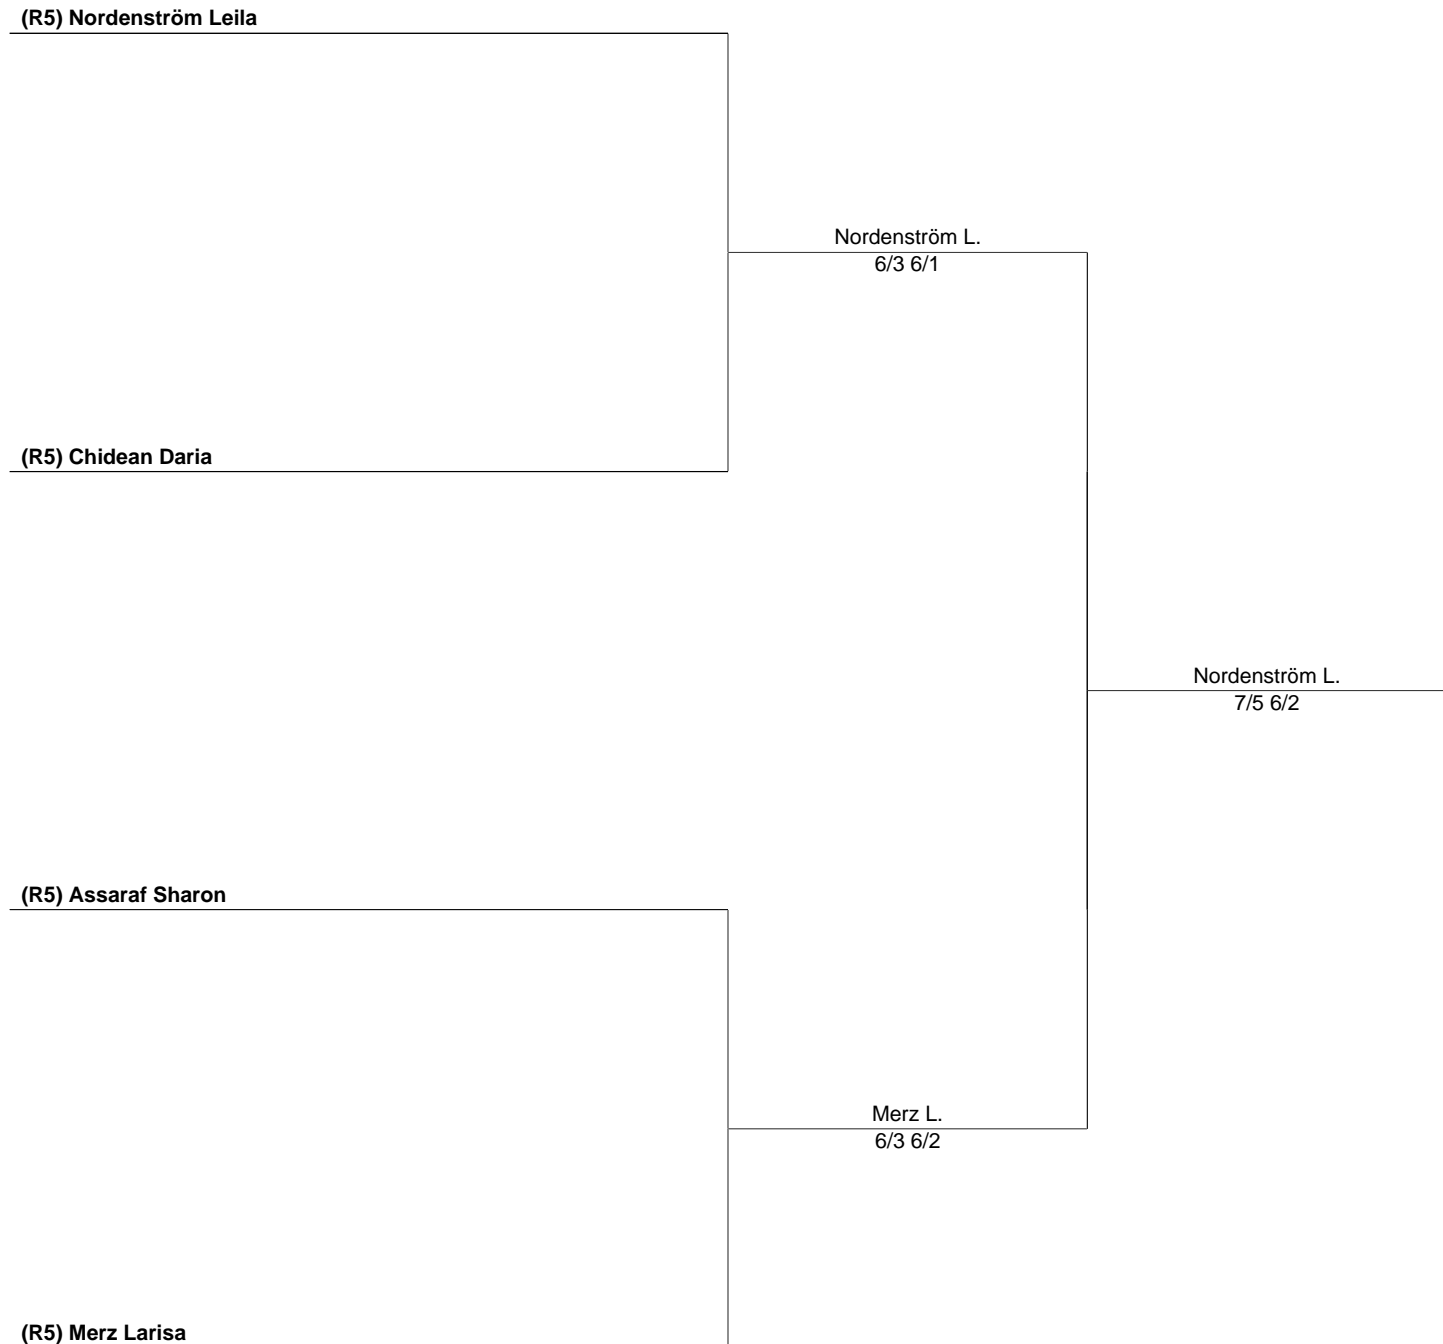 (R5) Nordenström Leila
Nordenström L.
6/3 6/1
(R5) Chidean Daria
Nordenström L.
7/5 6/2
(R5) Assaraf Sharon
Merz L.
6/3 6/2
(R5) Merz Larisa